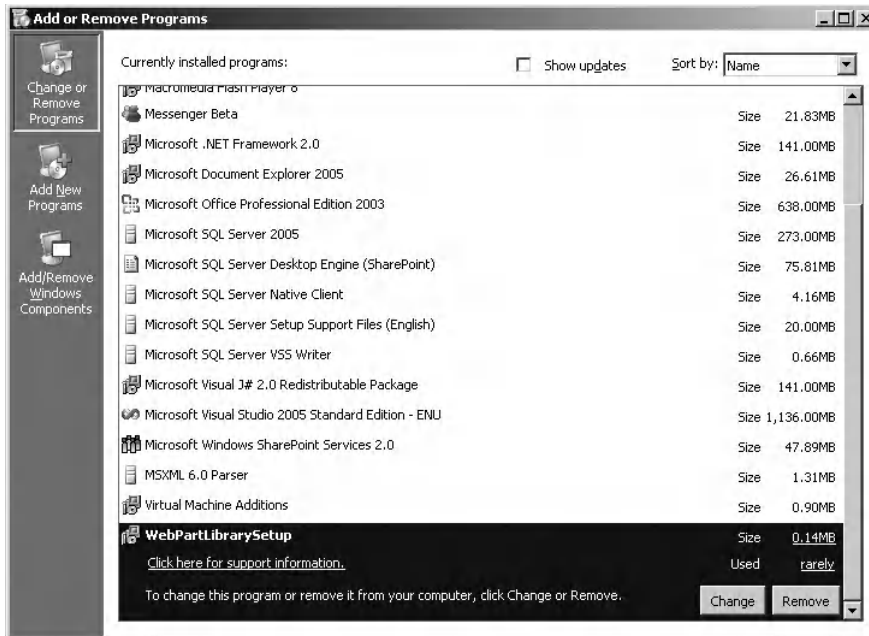 Add or Remove Programs
Change or
Remove
Programs
Add New
Programs
Add/Remove
Windows
Components
Currently installed programs:
Show updates
Sort by: Name
Macromedia Flash Player 8
Messenger Beta Size 21.83MB
Microsoft .NET Framework 2.0 Size 141.00MB
Microsoft Document Explorer 2005 Size 26.61MB
Microsoft Office Professional Edition 2003 Size 638.00MB
Microsoft SQL Server 2005 Size 273.00MB
Microsoft SQL Server Desktop Engine (SharePoint) Size 75.81MB
Microsoft SQL Server Native Client Size 4.16MB
Microsoft SQL Server Setup Support Files (English) Size 20.00MB
Microsoft SQL Server VSS Writer Size 0.66MB
Microsoft Visual J# 2.0 Redistributable Package Size 141.00MB
Microsoft Visual Studio 2005 Standard Edition - ENU Size 1,136.00MB
Microsoft Windows SharePoint Services 2.0 Size 47.89MB
MSXML 6.0 Parser Size 1.31MB
Virtual Machine Additions Size 0.90MB
WebPartLibrarySetup Size 0.14MB
Click here for support information. Used rarely
To change this program or remove it from your computer, click Change or Remove. Change Remove